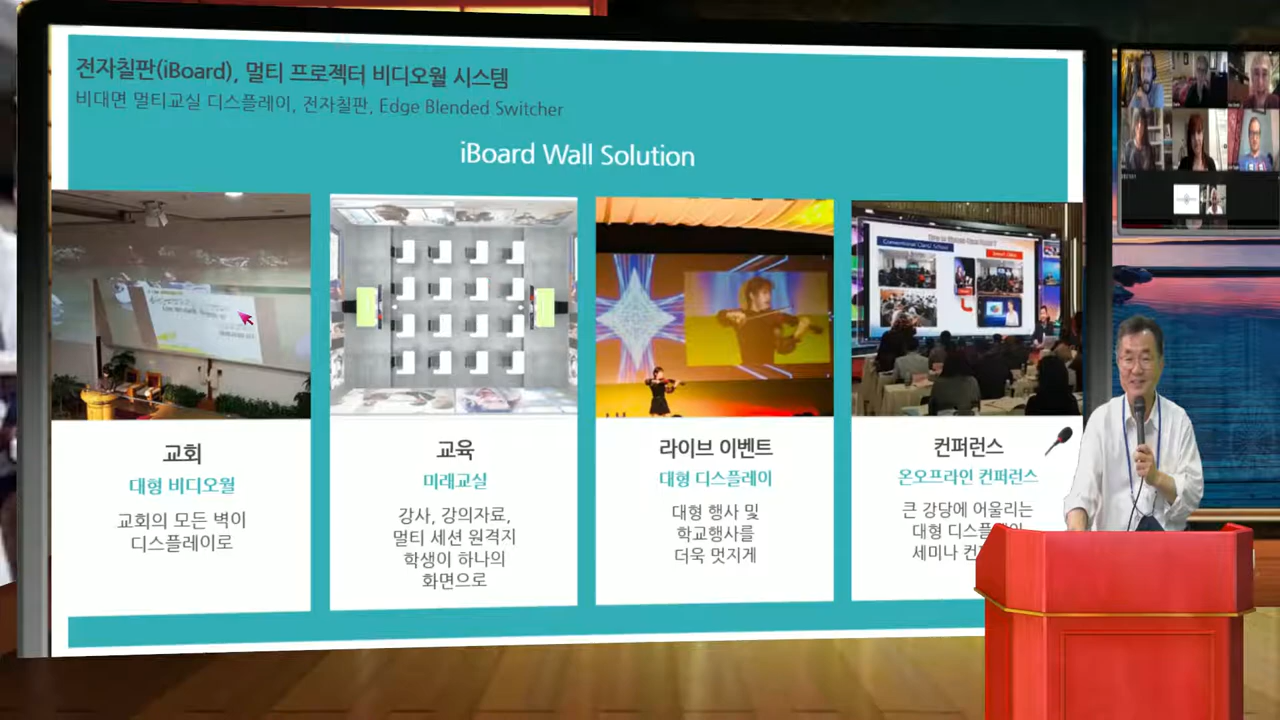 전자칠판(iBoard), 멀티 프로젝터 비디오월 시스템
비대면 멀티교실 디스플레이, 전자칠판, Edge Blended Switcher
iBoard Wall Solution
교회
대형 비디오월
교회의 모든 벽이
디스플레이로
교육
미래교실
강사, 강의자료,
멀티 세션 원격지
학생이 하나의
화면으로
라이브 이벤트
대형 디스플레이
대형 행사 및
학교행사를
더욱 멋지게
컨퍼런스
온오프라인 컨퍼런스
큰 강당에 어울리는
대형
세미나